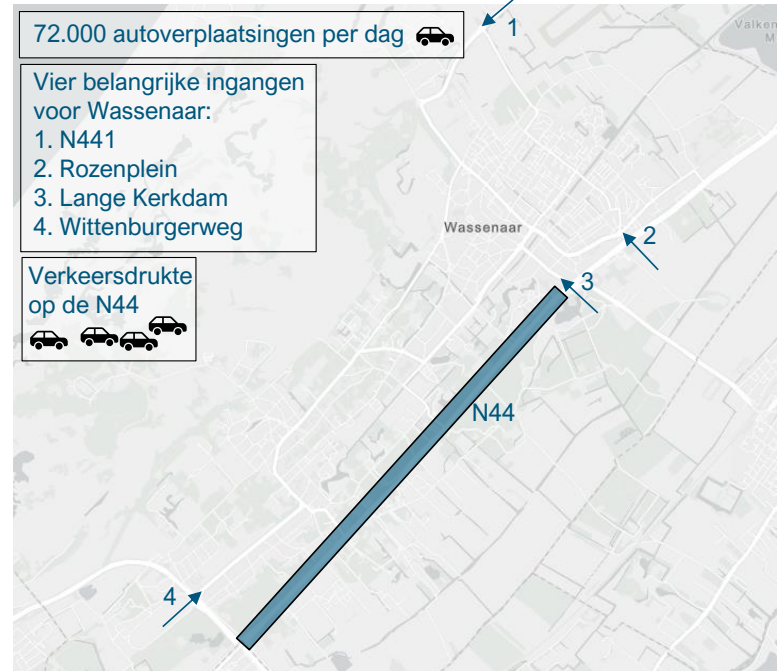 72.000 autoverplaatsingen per dag
Vier belangrijke ingangen
voor Wassenaar:
1. N441
2. Rozenplein
3. Lange Kerkdam
4. Wittenburgerweg
Verkeersdrukte
op de N44
1
Valken
M
Wassenaar
2
3
N44
4